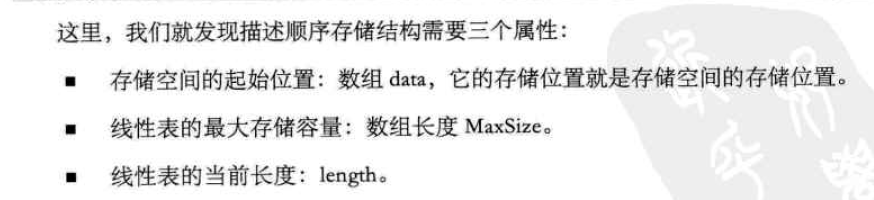 这里，我们就发现描述顺序存储结构需要三个属性：
■ 存储空间的起始位置：数组 data，它的存储位置就是存储空间的存储位置。
■ 线性表的最大存储容量：数组长度 MaxSize。
■ 线性表的当前长度：length。